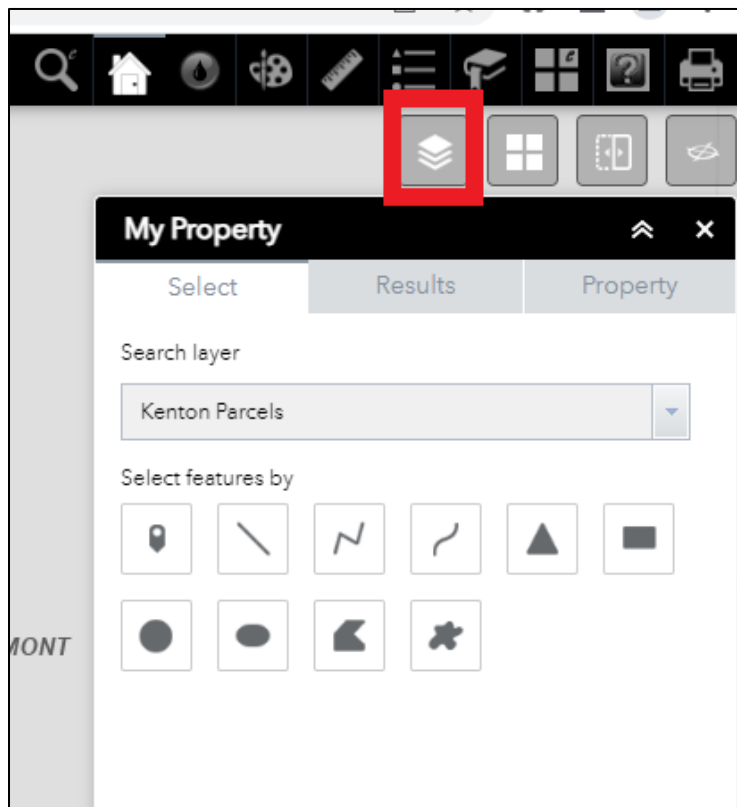 My Property
Select Results Property
Search layer
Kenton Parcels
Select features by
MONT